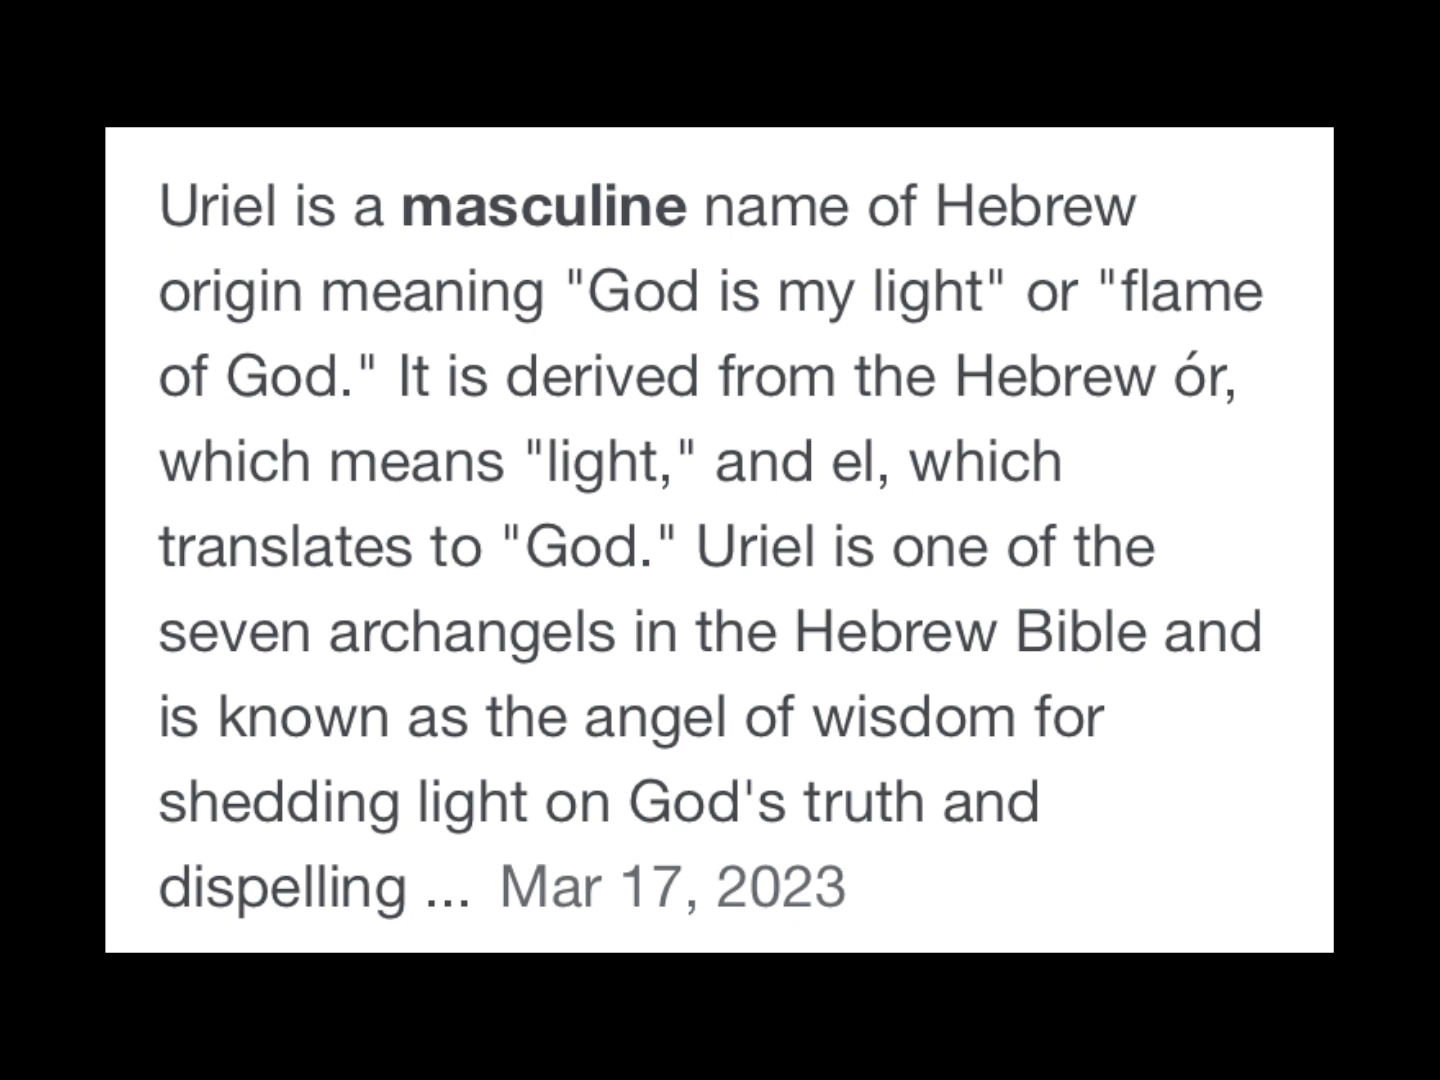 Uriel is a masculine name of Hebrew
origin meaning "God is my light" or "flame
of God." It is derived from the Hebrew ór,
which means "light," and el, which
translates to "God." Uriel is one of the
seven archangels in the Hebrew Bible and
is known as the angel of wisdom for
shedding light on God's truth and
dispelling ... Mar 17, 2023